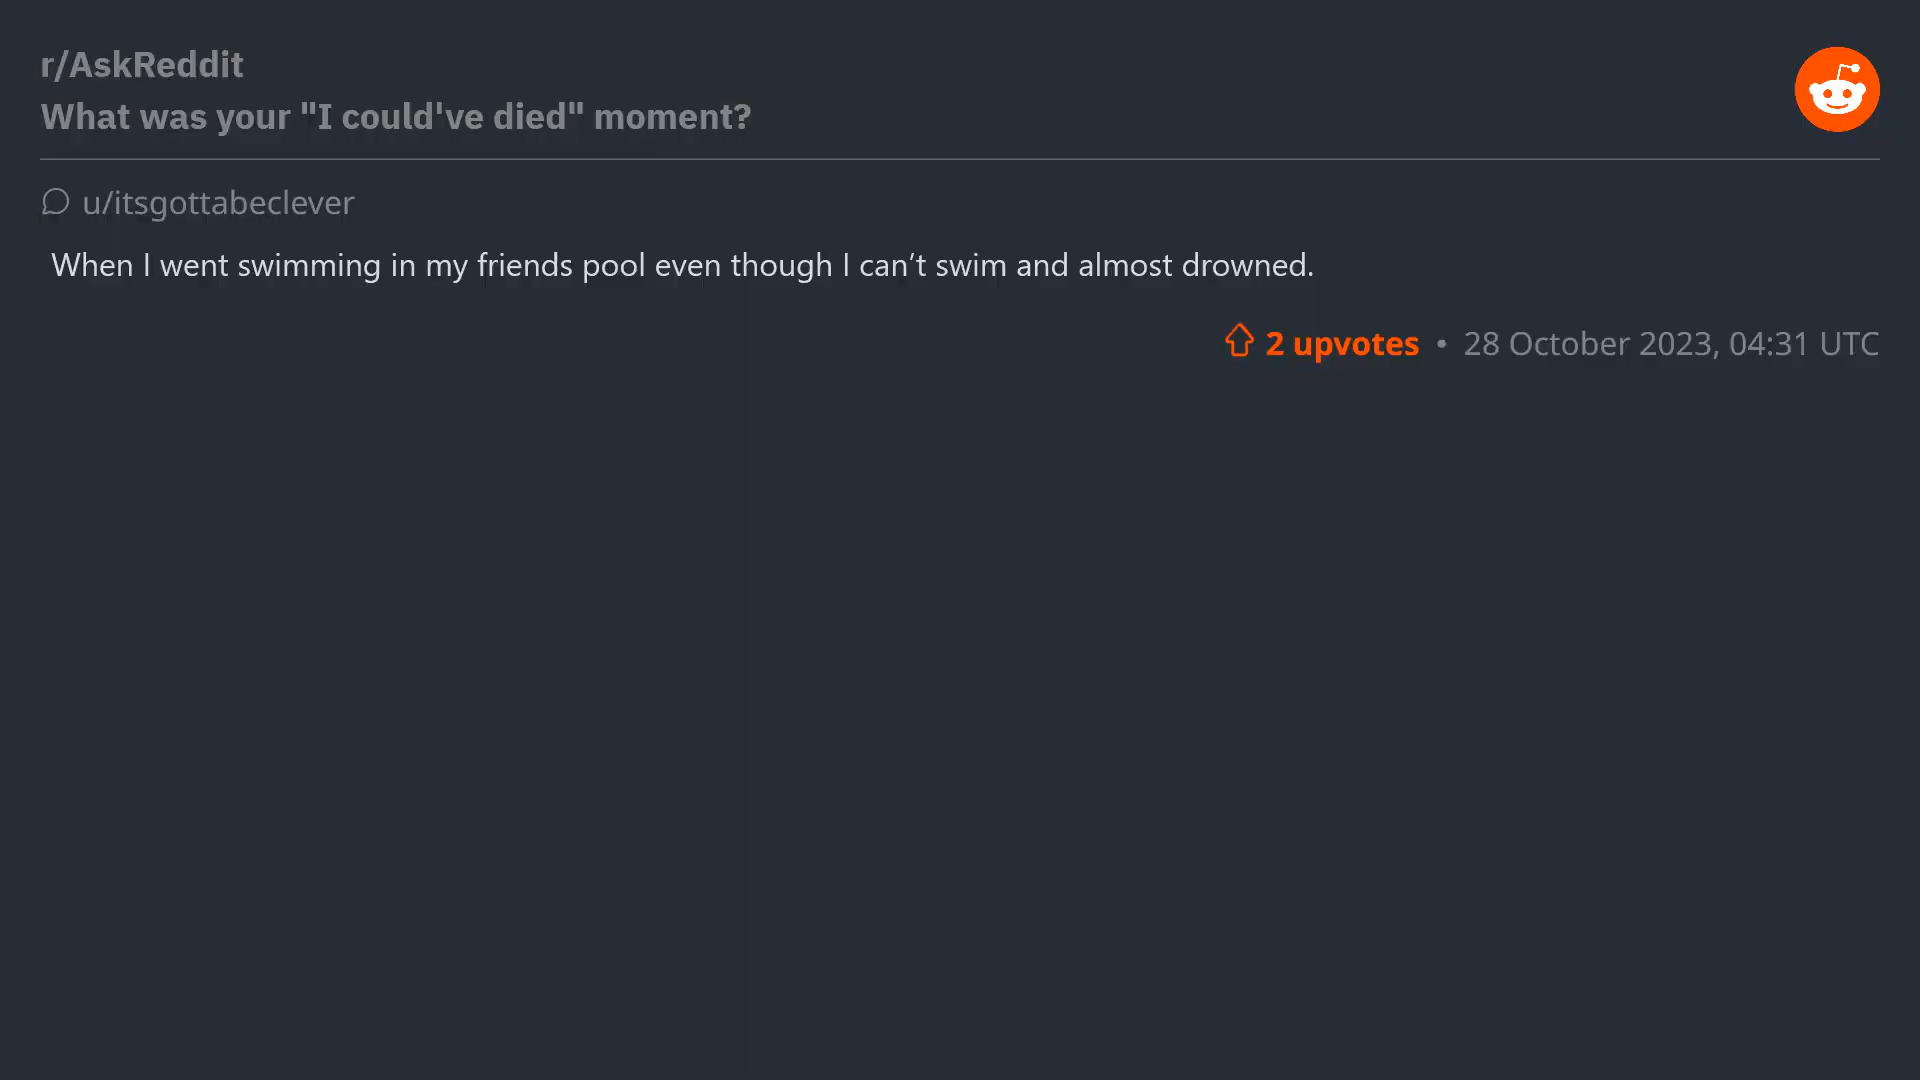 r/AskReddit
What was your "I could've died" moment?
u/itsgottabeclever
When I went swimming in my friends pool even though I can’t swim and almost drowned.
2 upvotes • 28 October 2023, 04:31 UTC